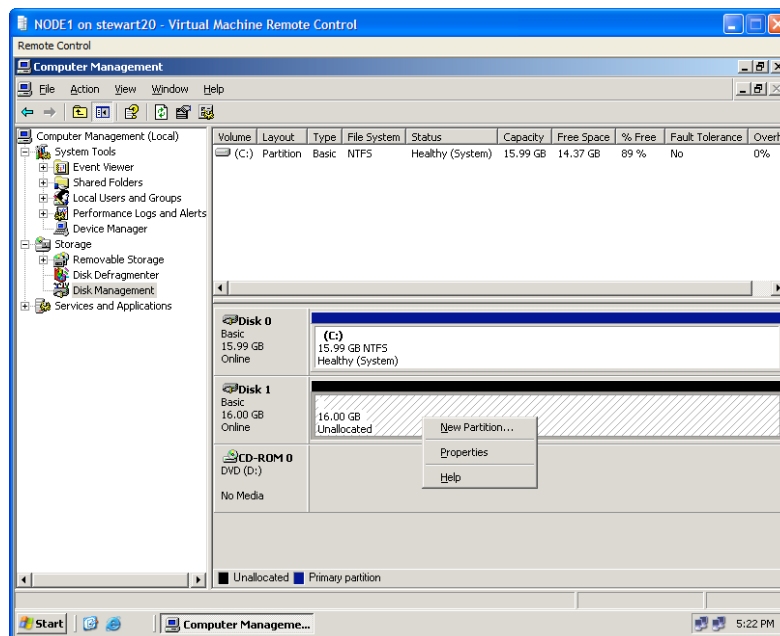 NODE1 on stewart20 - Virtual Machine Remote Control
Remote Control
Computer Management
File Action View Window Help
Computer Management (Local)
System Tools
Event Viewer
Shared Folders
Local Users and Groups
Performance Logs and Alerts
Device Manager
Storage
Removable Storage
Disk Defragmenter
Disk Management
Services and Applications
Volume Layout Type File System Status Capacity Free Space % Free Fault Tolerance Overh
(C:) Partition Basic NTFS Healthy (System) 15.99 GB 14.37 GB 89 % No 0%
Disk 0
Basic
15.99 GB
Online
(C:)
15.99 GB NTFS
Healthy (System)
Disk 1
Basic
16.00 GB
Online
16.00 GB
Unallocated
New Partition...
Properties
Help
CD-ROM 0
DVD (D:)
No Media
Unallocated Primary partition
Start Computer Manageme... 5:22 PM